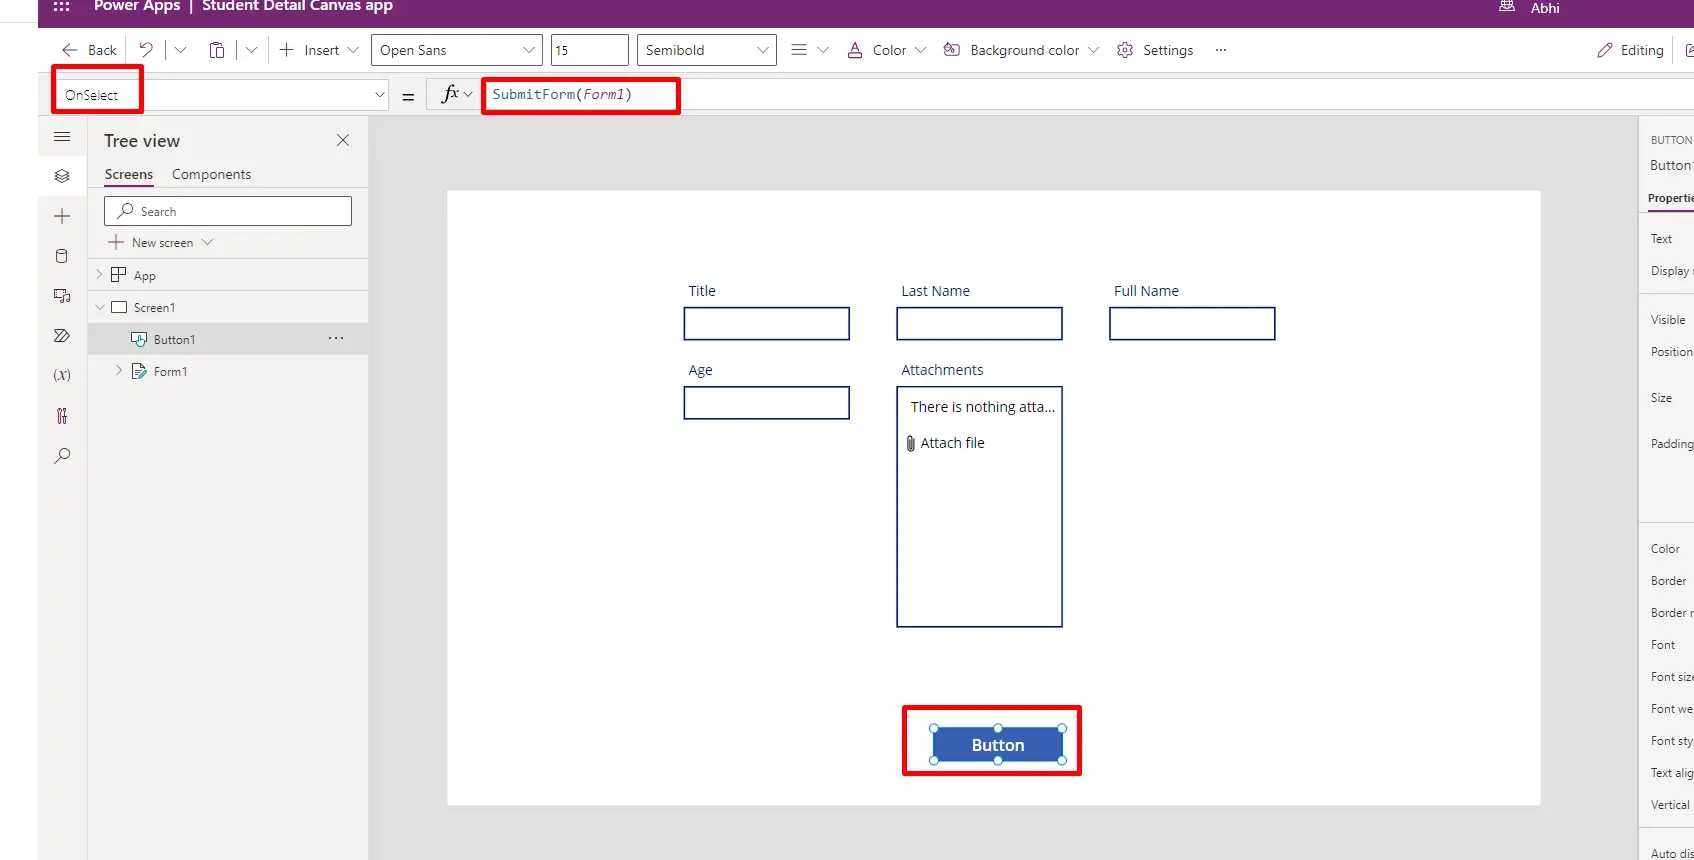 Power Apps | Student Detail Canvas app
Abhi
Back
Insert
Open Sans
15
Semibold
Color
Background color
Settings
Editing
OnSelect
=
fx
SubmitForm(Form1)
Tree view
Screens
Components
Search
New screen
App
Screen1
Button1
Form1
(x)
Title
Last Name
Full Name
Age
Attachments
There is nothing atta...
Attach file
Button
BUTTON
Button1
Properties
Text
Display
Visible
Position
Size
Padding
Color
Border
Border r
Font
Font size
Font we
Font sty
Text alig
Vertical
Auto dis